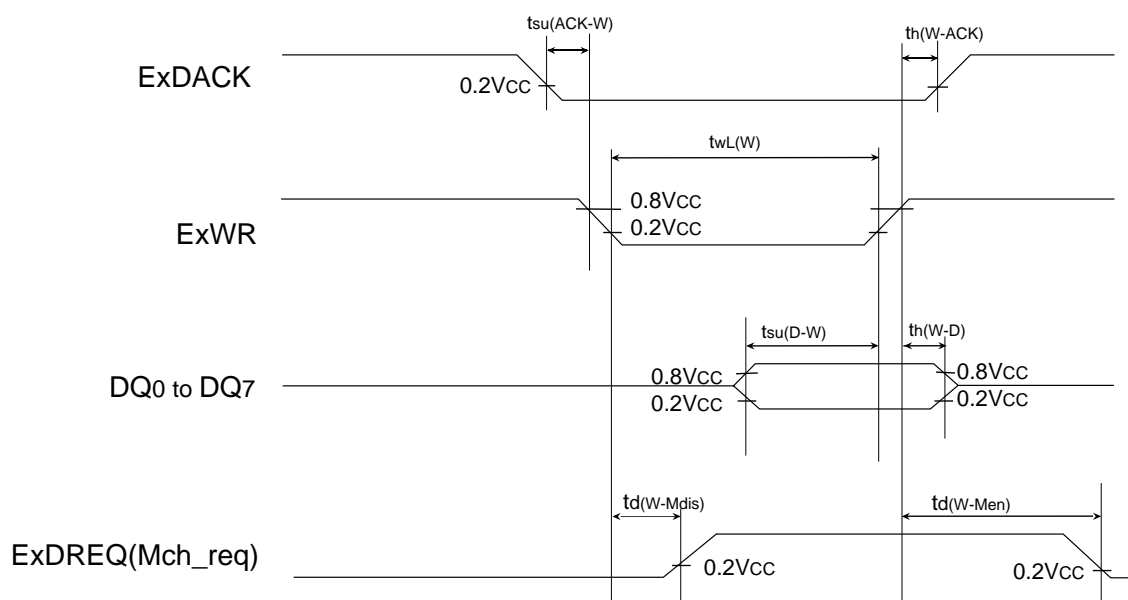 tsu(ACK-W)
th(W-ACK)
ExDACK
0.2VCC
twL(W)
0.8VCC
ExWR
0.2VCC
tsu(D-W)
th(W-D)
0.8VCC
0.8VCC
DQ0 to DQ7
0.2VCC
0.2VCC
td(W-Mdis)
td(W-Men)
ExDREQ(Mch_req)
0.2VCC
0.2VCC